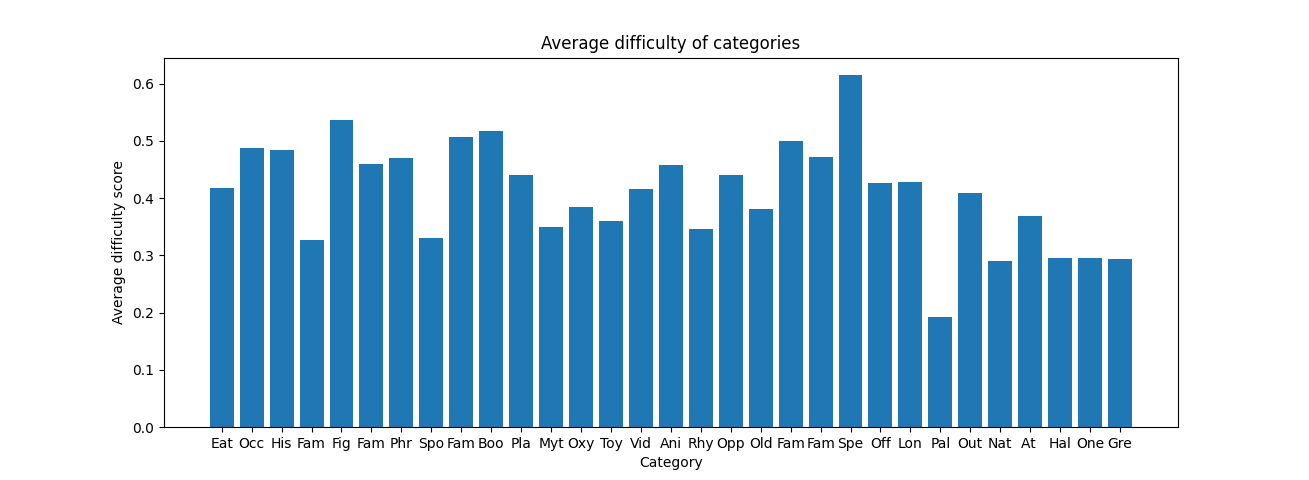 Average difficulty of categories
0.6
0.5
0.4
0.3
0.2
0.1
0.0
Average difficulty score
Eat Occ His Fam Fig Fam Phr Spo Fam Boo Pla Myt Oxy Toy Vid Ani Rhy Opp Old Fam Fam Spe Off Lon Pal Out Nat At Hal One Gre
Category